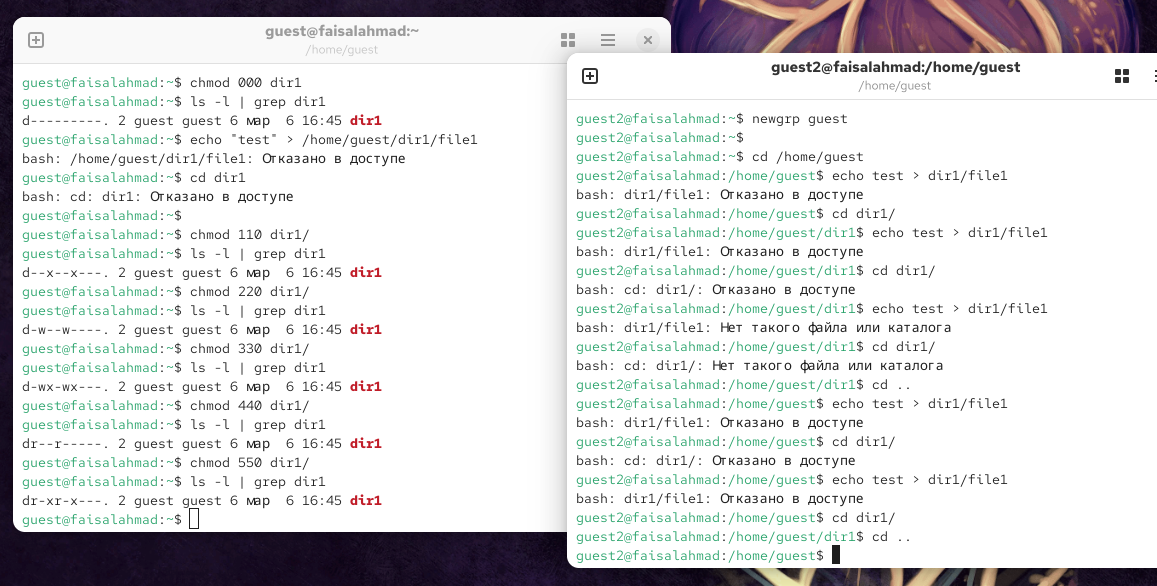 guest@faisalahmad:~
/home/guest
guest@faisalahmad:~$ chmod 000 dir1
guest@faisalahmad:~$ ls -l | grep dir1
d---------. 2 guest guest 6 мар  6 16:45 dir1
guest@faisalahmad:~$ echo "test" > /home/guest/dir1/file1
bash: /home/guest/dir1/file1: Отказано в доступе
guest@faisalahmad:~$ cd dir1
bash: cd: dir1: Отказано в доступе
guest@faisalahmad:~$
guest@faisalahmad:~$ chmod 110 dir1/
guest@faisalahmad:~$ ls -l | grep dir1
d--x--x---. 2 guest guest 6 мар  6 16:45 dir1
guest@faisalahmad:~$ chmod 220 dir1/
guest@faisalahmad:~$ ls -l | grep dir1
d-w--w----. 2 guest guest 6 мар  6 16:45 dir1
guest@faisalahmad:~$ chmod 330 dir1/
guest@faisalahmad:~$ ls -l | grep dir1
d-wx-wx---. 2 guest guest 6 мар  6 16:45 dir1
guest@faisalahmad:~$ chmod 440 dir1/
guest@faisalahmad:~$ ls -l | grep dir1
dr--r-----. 2 guest guest 6 мар  6 16:45 dir1
guest@faisalahmad:~$ chmod 550 dir1/
guest@faisalahmad:~$ ls -l | grep dir1
dr-xr-x---. 2 guest guest 6 мар  6 16:45 dir1
guest@faisalahmad:~$
guest2@faisalahmad:/home/guest
/home/guest
guest2@faisalahmad:~$ newgrp guest
guest2@faisalahmad:~$
guest2@faisalahmad:~$ cd /home/guest
guest2@faisalahmad:/home/guest$ echo test > dir1/file1
bash: dir1/file1: Отказано в доступе
guest2@faisalahmad:/home/guest$ cd dir1/
guest2@faisalahmad:/home/guest/dir1$ echo test > dir1/file1
bash: dir1/file1: Отказано в доступе
guest2@faisalahmad:/home/guest/dir1$ cd dir1/
bash: cd: dir1/: Отказано в доступе
guest2@faisalahmad:/home/guest/dir1$ echo test > dir1/file1
bash: dir1/file1: Нет такого файла или каталога
guest2@faisalahmad:/home/guest/dir1$ cd dir1/
bash: cd: dir1/: Нет такого файла или каталога
guest2@faisalahmad:/home/guest/dir1$ cd ..
guest2@faisalahmad:/home/guest$ echo test > dir1/file1
bash: dir1/file1: Отказано в доступе
guest2@faisalahmad:/home/guest$ cd dir1/
bash: cd: dir1/: Отказано в доступе
guest2@faisalahmad:/home/guest$ echo test > dir1/file1
bash: dir1/file1: Отказано в доступе
guest2@faisalahmad:/home/guest$ cd dir1/
guest2@faisalahmad:/home/guest/dir1$ cd ..
guest2@faisalahmad:/home/guest$